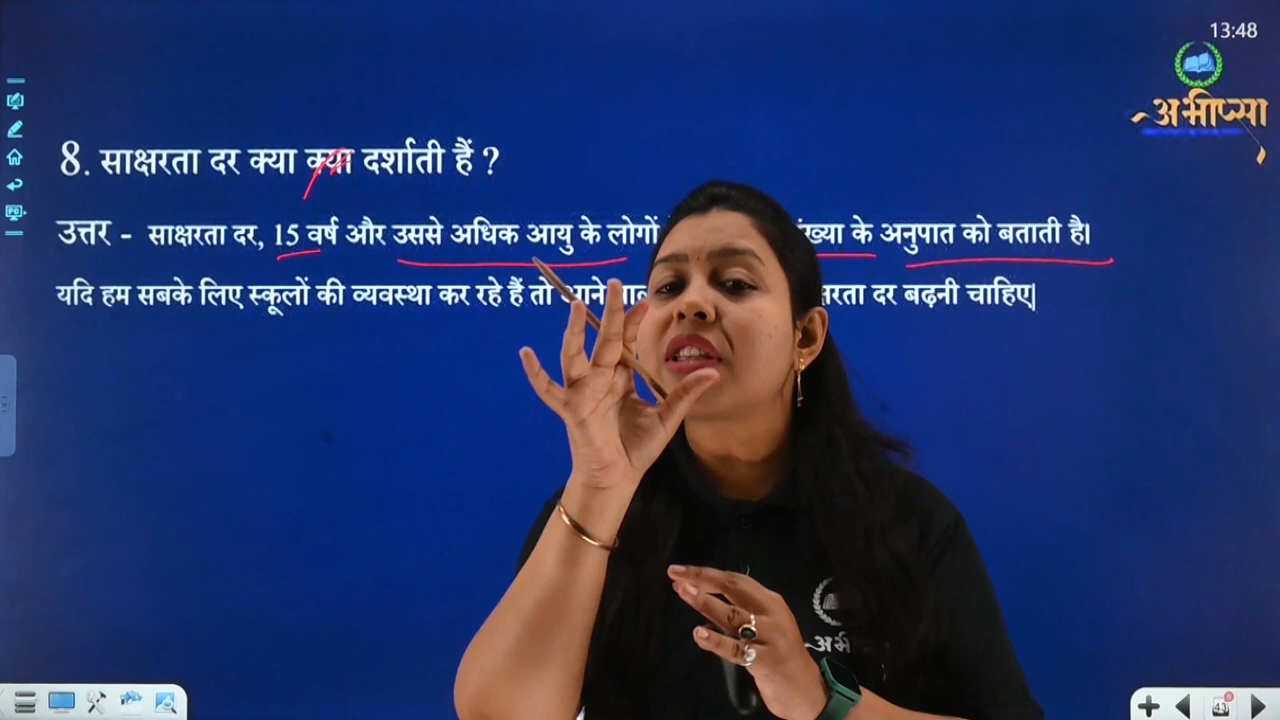 13:48
अभीप्सा
8. साक्षरता दर क्या क्या दर्शाती हैं ?
उत्तर - साक्षरता दर, 15 वर्ष और उससे अधिक आयु के लोगों के अनुपात को बताती है।
यदि हम सबके लिए स्कूलों की व्यवस्था कर रहे हैं तो दर बढ़नी चाहिए|
43